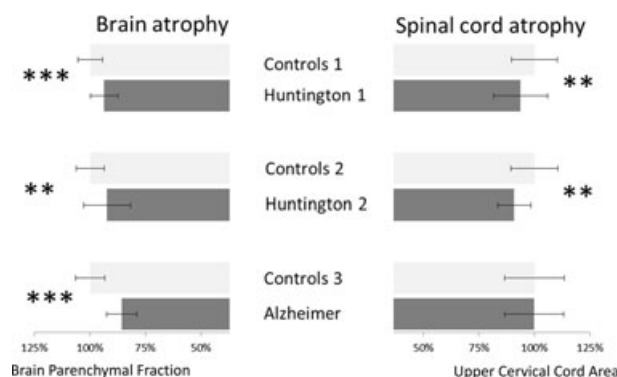 Brain atrophy
Spinal cord atrophy
Controls 1
***
**
Huntington 1
Controls 2
**
**
Huntington 2
Controls 3
***
Alzheimer
125% 100% 75% 50%
50% 75% 100% 125%
Brain Parenchymal Fraction
Upper Cervical Cord Area